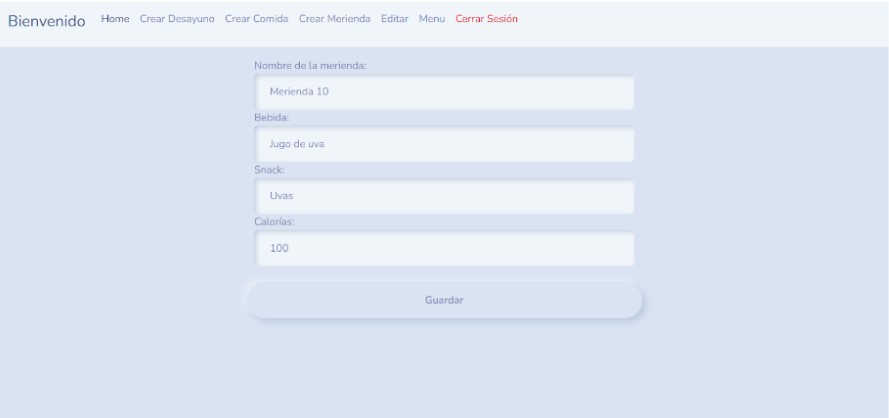 Bienvenido Home Crear Desayuno Crear Comida Crear Merienda Editar Menu Cerrar Sesión
Nombre de la merienda:
Merienda 10
Bebida:
Jugo de uva
Snack:
Uvas
Calorías:
100
Guardar